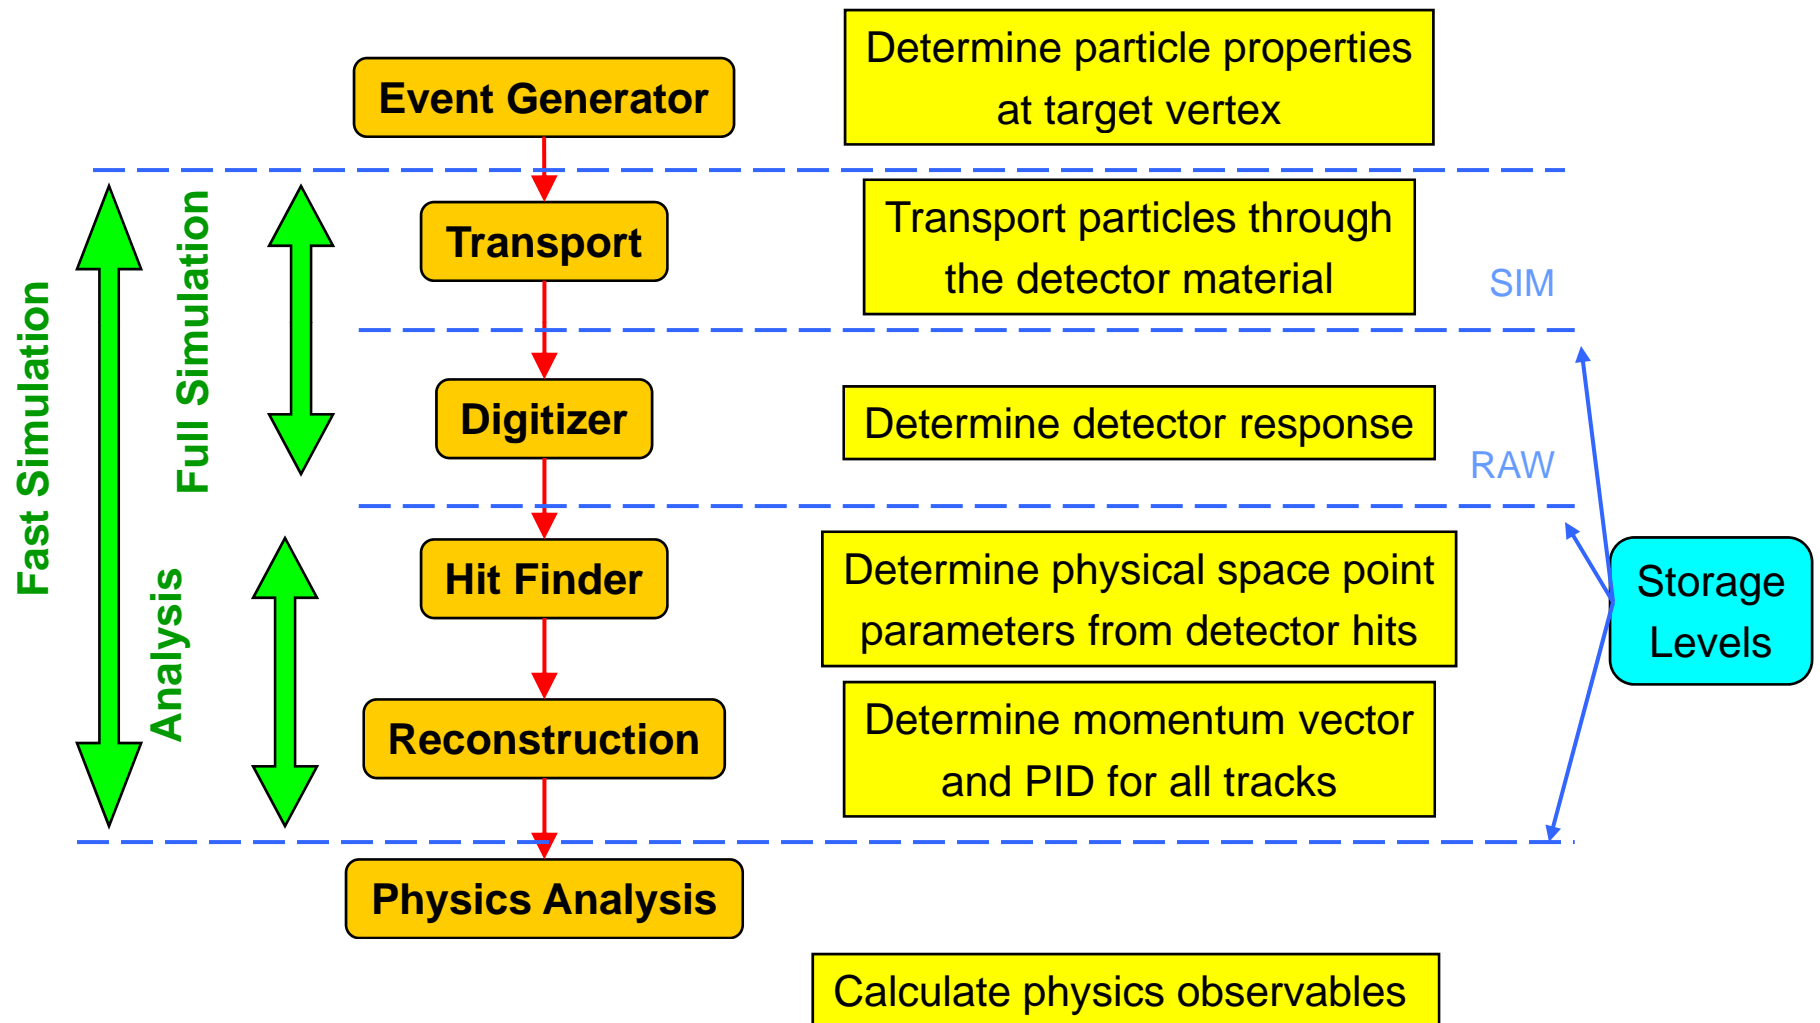 Event Generator
Determine particle properties
at target vertex
Fast Simulation
Full Simulation
Transport
Transport particles through
the detector material
SIM
Digitizer
Determine detector response
RAW
Analysis
Hit Finder
Determine physical space point
parameters from detector hits
Storage
Levels
Reconstruction
Determine momentum vector
and PID for all tracks
Physics Analysis
Calculate physics observables